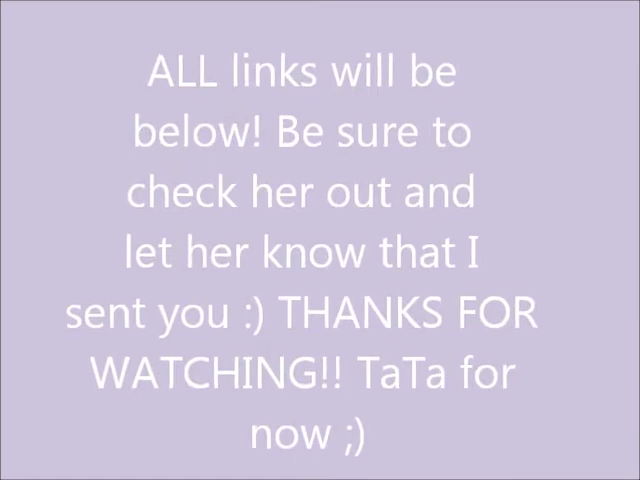 ALL links will be
below! Be sure to
check her out and
let her know that I
sent you :) THANKS FOR
WATCHING!! TaTa for
now ;)